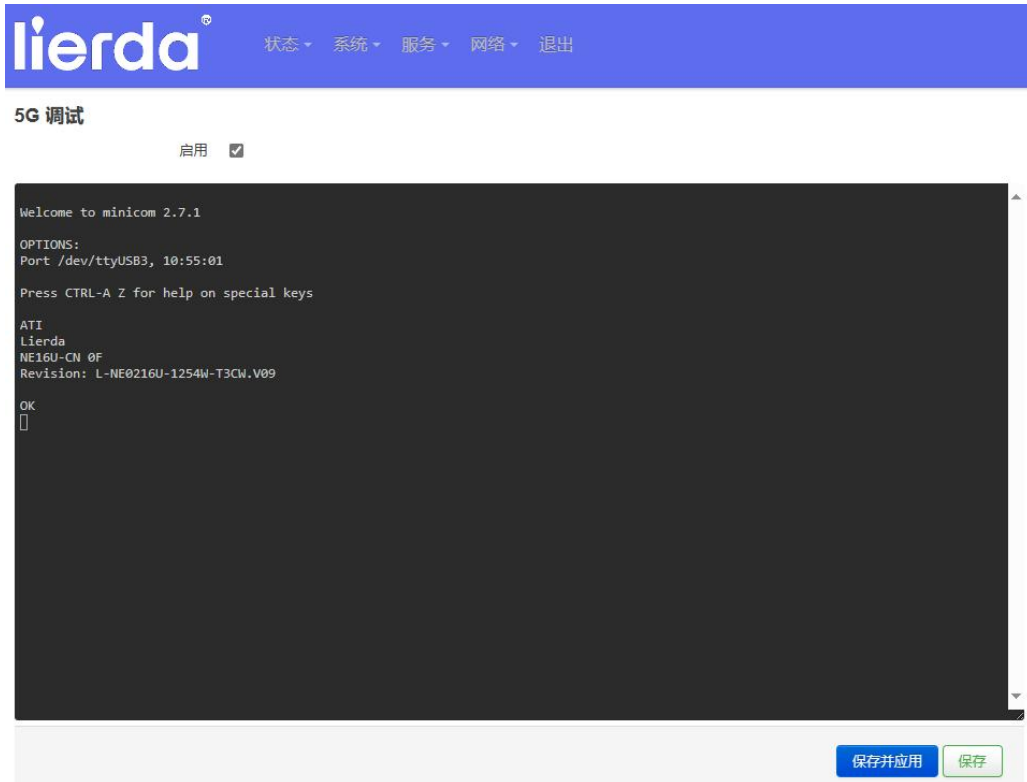 lierda®
状态 系统 服务 网络 退出
5G 调试
启用
Welcome to minicom 2.7.1
OPTIONS:
Port /dev/ttyUSB3, 10:55:01
Press CTRL-A Z for help on special keys
ATI
Lierda
NE16U-CN 0F
Revision: L-NE0216U-1254W-T3CW.V09
OK
保存并应用 保存